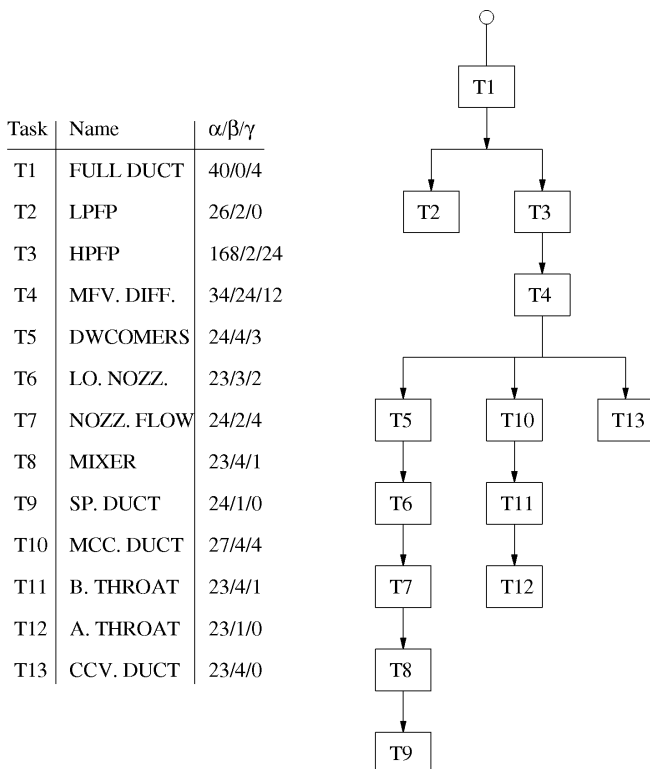 Task Name α/β/γ
T1 FULL DUCT 40/0/4
T2 LPFP 26/2/0
T3 HPFP 168/2/24
T4 MFV. DIFF. 34/24/12
T5 DWCOMERS 24/4/3
T6 LO. NOZZ. 23/3/2
T7 NOZZ. FLOW 24/2/4
T8 MIXER 23/4/1
T9 SP. DUCT 24/1/0
T10 MCC. DUCT 27/4/4
T11 B. THROAT 23/4/1
T12 A. THROAT 23/1/0
T13 CCV. DUCT 23/4/0
T1
T2 T3
T4
T5 T10 T13
T6 T11
T7 T12
T8
T9